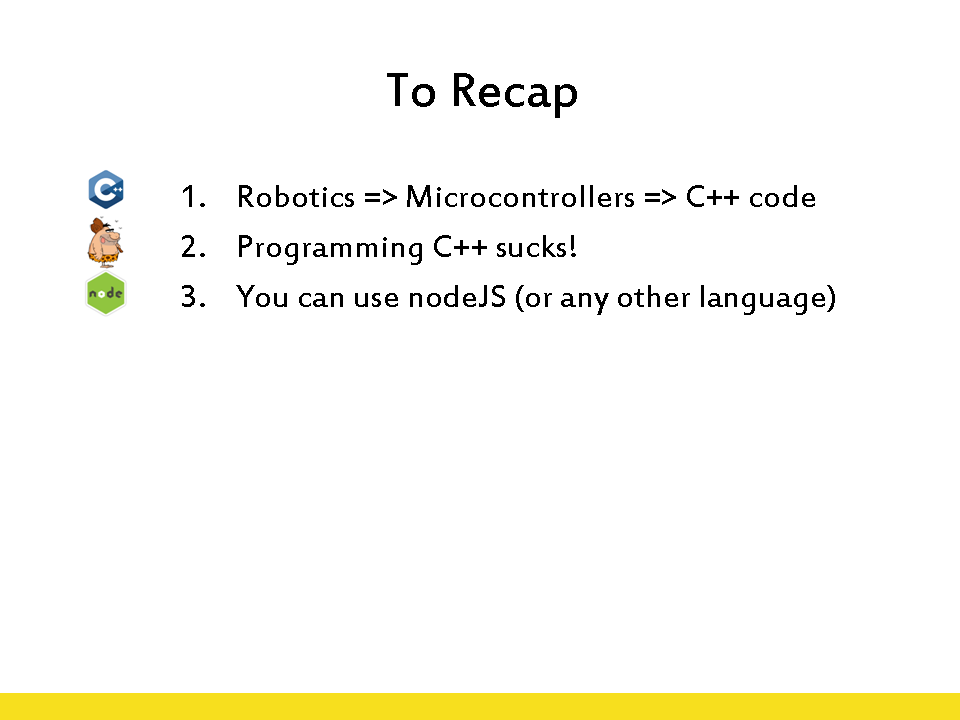 To Recap
1. Robotics => Microcontrollers => C++ code
2. Programming C++ sucks!
3. You can use nodeJS (or any other language)
C++
node